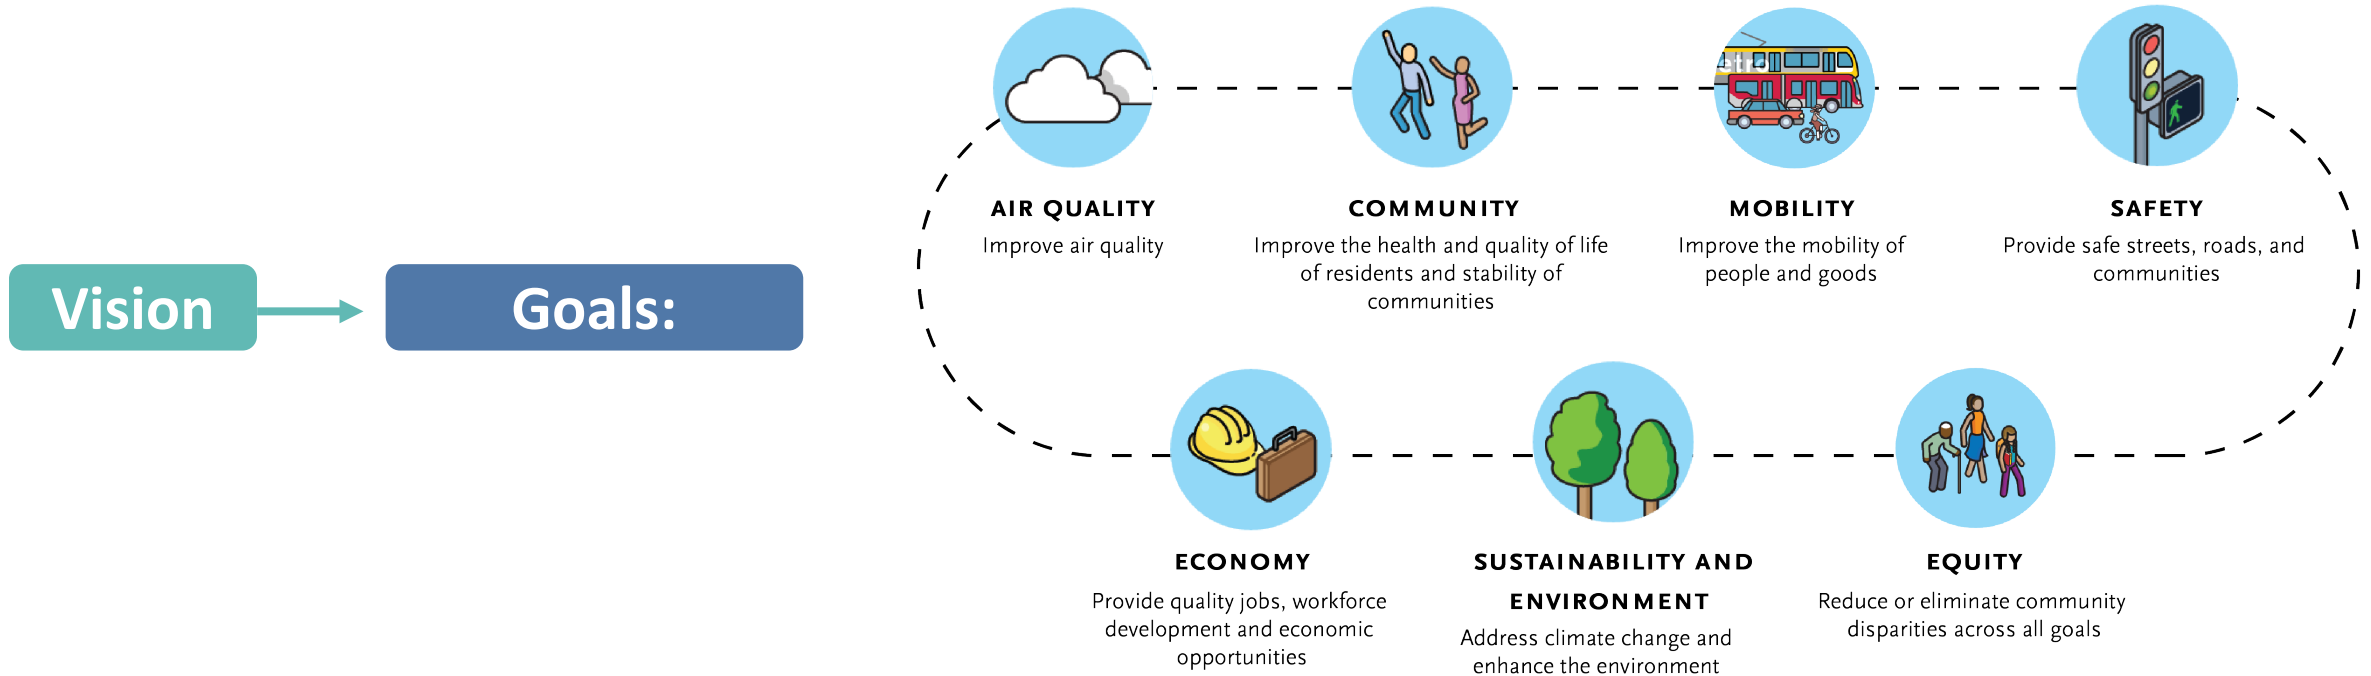 Vision
Goals:
etro
AIR QUALITY
Improve air quality
COMMUNITY
Improve the health and quality of life
of residents and stability of
communities
MOBILITY
Improve the mobility of
people and goods
SAFETY
Provide safe streets, roads, and
communities
ECONOMY
Provide quality jobs, workforce
development and economic
opportunities
SUSTAINABILITY AND
ENVIRONMENT
Address climate change and
enhance the environment
EQUITY
Reduce or eliminate community
disparities across all goals